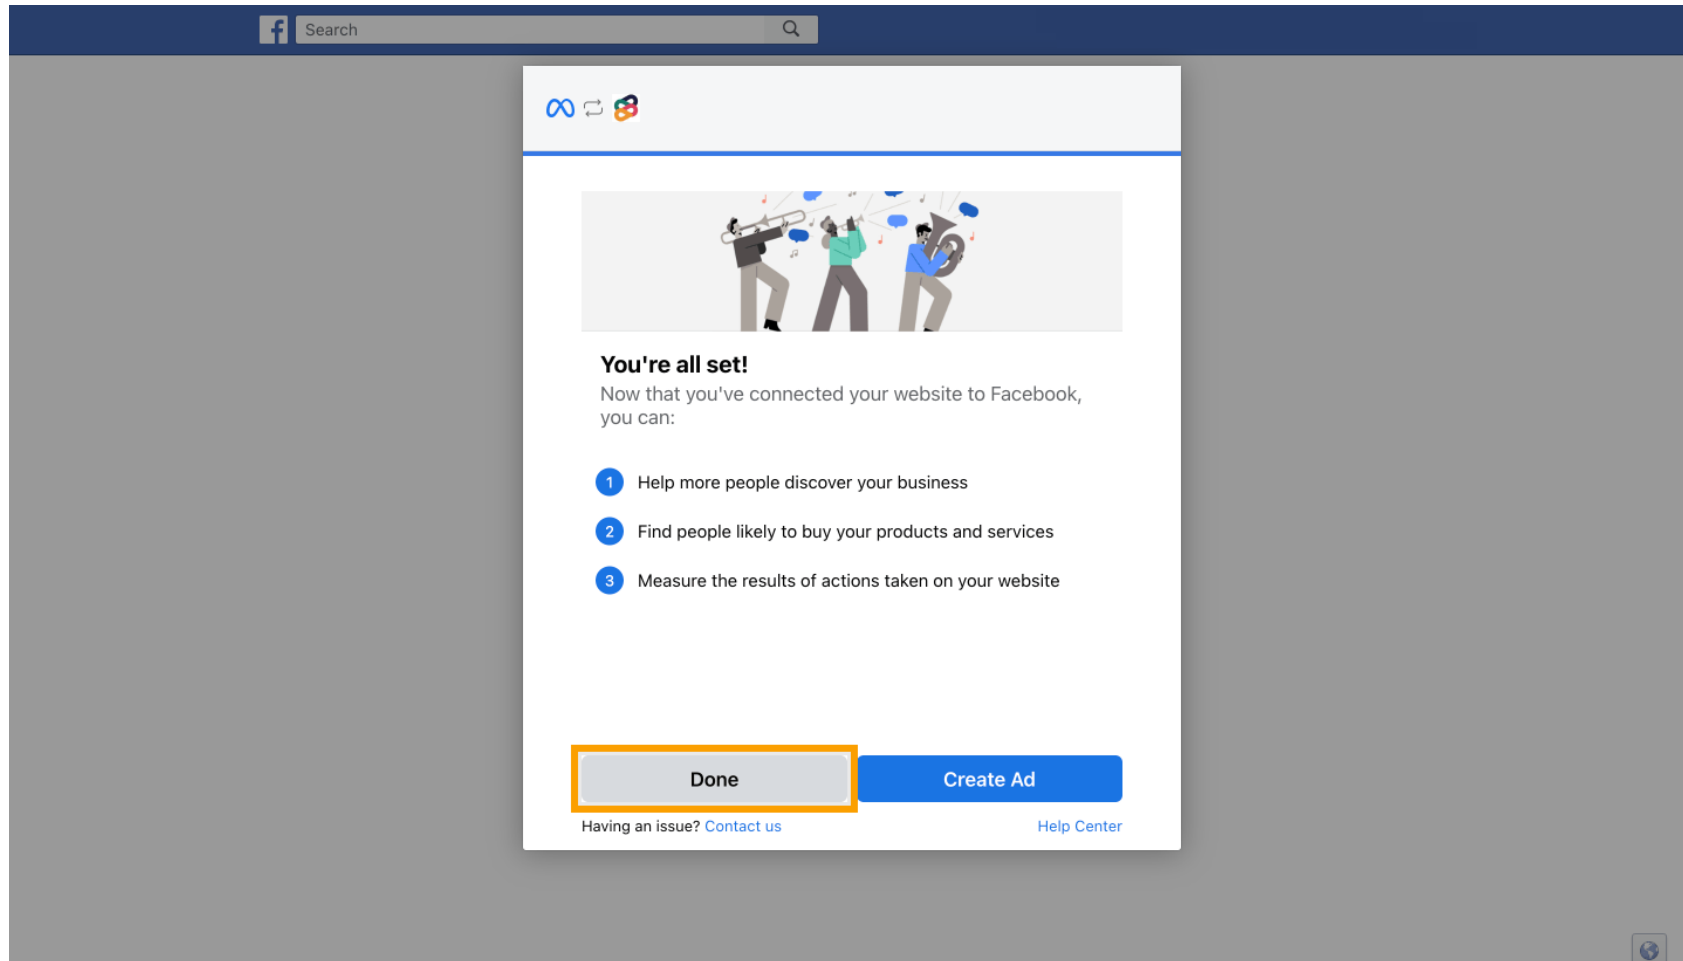 Search
You're all set!
Now that you've connected your website to Facebook,
you can:
1 Help more people discover your business
2 Find people likely to buy your products and services
3 Measure the results of actions taken on your website
Done
Create Ad
Having an issue? Contact us
Help Center